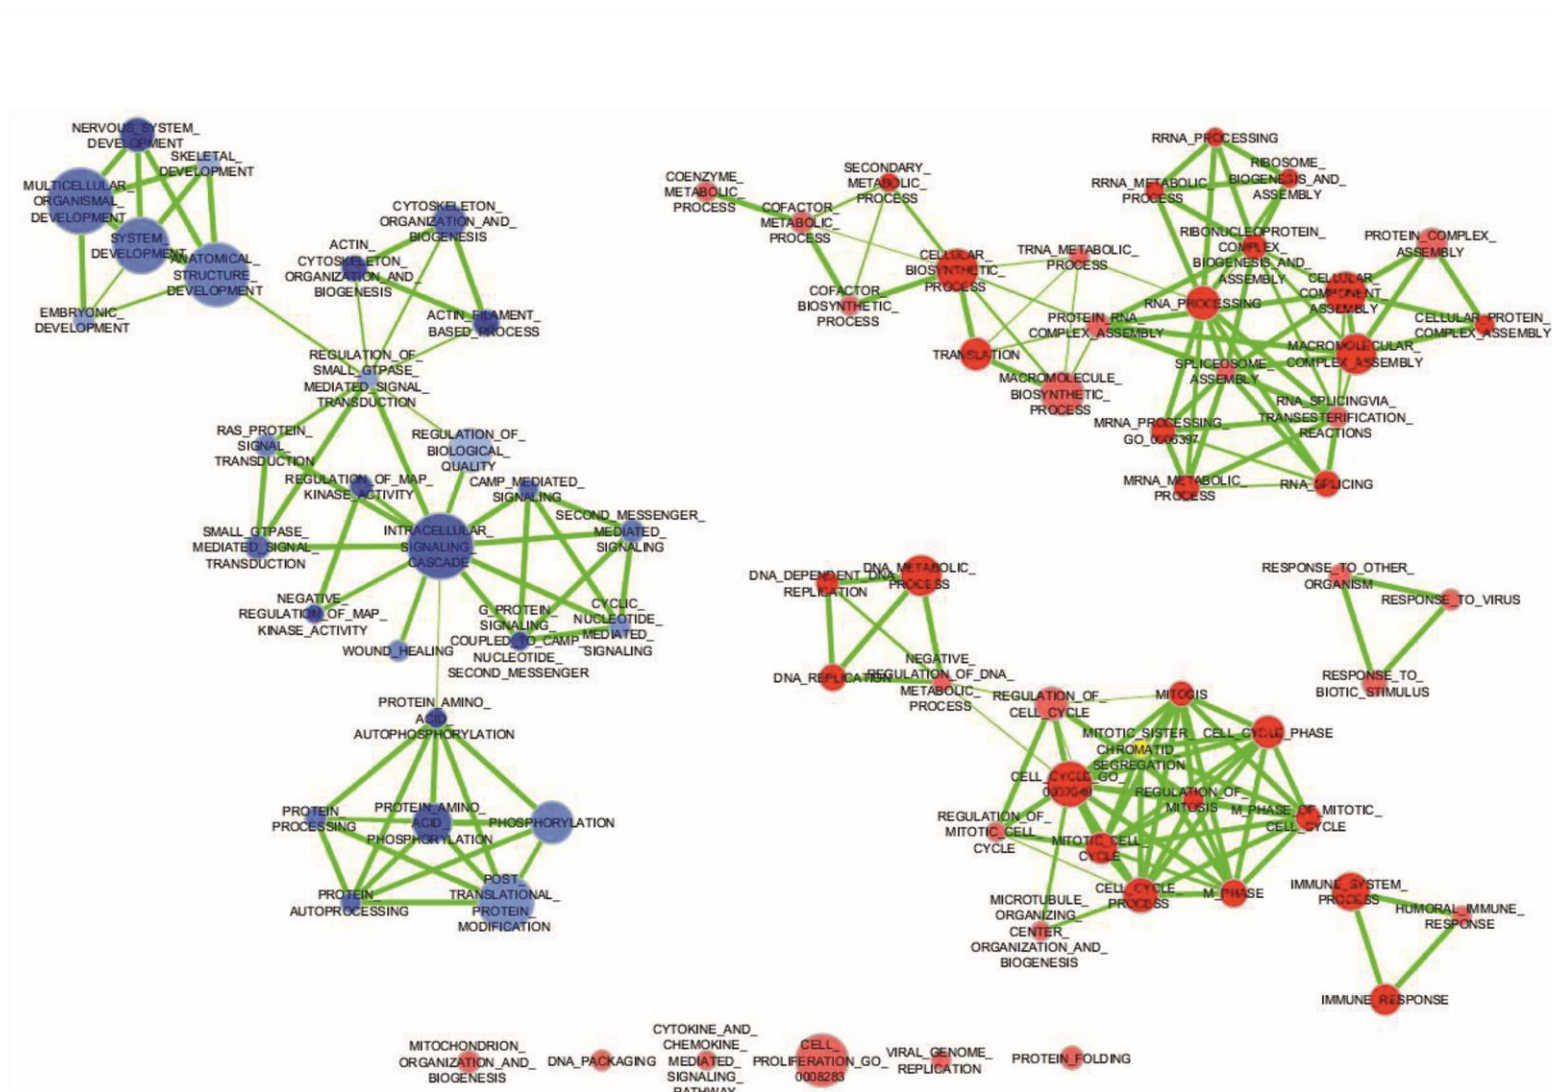 NERVOUS_SYSTEM_
DEVELOPMENT
SKELETAL_
DEVELOPMENT
MULTICELLULAR_
ORGANISMAL_
DEVELOPMENT
SYSTEM_
DEVELOPMENT
ANATOMICAL_
STRUCTURE_
DEVELOPMENT
EMBRYONIC_
DEVELOPMENT
CYTOSKELETON_
ORGANIZATION_AND_
BIOGENESIS
ACTIN_
CYTOSKELETON_
ORGANIZATION_AND_
BIOGENESIS
ACTIN_FILAMENT_
BASED_PROCESS
REGULATION_OF_
SMALL_GTPASE_
MEDIATED_SIGNAL_
TRANSDUCTION
RAS_PROTEIN_
SIGNAL_
TRANSDUCTION
REGULATION_OF_
BIOLOGICAL_
QUALITY
REGULATION_OF_MAP_
KINASE_ACTIVITY
CAMP_MEDIATED_
SIGNALING
SECOND_MESSENGER_
MEDIATED_
SIGNALING
SMALL_GTPASE_
MEDIATED_SIGNAL_
TRANSDUCTION
INTRACELLULAR_
SIGNALING_
CASCADE
NEGATIVE_
REGULATION_OF_MAP_
KINASE_ACTIVITY
WOUND_HEALING
G_PROTEIN_
SIGNALING_
COUPLED_TO_CAMP_
NUCLEOTIDE_
SECOND_MESSENGER
CYCLIC_
NUCLEOTIDE_
MEDIATED_
SIGNALING
PROTEIN_AMINO_
ACID_
AUTOPHOSPHORYLATION
PROTEIN_
PROCESSING
PROTEIN_AMINO_
ACID_
PHOSPHORYLATION
PHOSPHORYLATION
PROTEIN_
AUTOPROCESSING
POST_
TRANSLATIONAL_
PROTEIN_
MODIFICATION
COENZYME_
METABOLIC_
PROCESS
SECONDARY_
METABOLIC_
PROCESS
COFACTOR_
METABOLIC_
PROCESS
CELLULAR_
BIOSYNTHETIC_
PROCESS
COFACTOR_
BIOSYNTHETIC_
PROCESS
TRNA_METABOLIC_
PROCESS
TRANSLATION
PROTEIN_RNA_
COMPLEX_ASSEMBLY
MACROMOLECULE_
BIOSYNTHETIC_
PROCESS
RRNA_PROCESSING
RRNA_METABOLIC_
PROCESS
RIBOSOME_
BIOGENESIS_AND_
ASSEMBLY
RIBONUCLEOPROTEIN_
COMPLEX_
BIOGENESIS_AND_
ASSEMBLY
PROTEIN_COMPLEX_
ASSEMBLY
CELLULAR_
COMPONENT_
ASSEMBLY
RNA_PROCESSING
CELLULAR_PROTEIN_
COMPLEX_ASSEMBLY
MACROMOLECULAR_
COMPLEX_ASSEMBLY
SPLICEOSOME_
ASSEMBLY
RNA_SPLICINGVIA_
TRANSESTERIFICATION_
REACTIONS
MRNA_PROCESSING_
GO_0006397
MRNA_METABOLIC_
PROCESS
RNA_SPLICING
DNA_DEPENDENT_DNA_
REPLICATION
DNA_METABOLIC_
PROCESS
DNA_REPLICATION
NEGATIVE_
REGULATION_OF_DNA_
METABOLIC_
PROCESS
RESPONSE_TO_OTHER_
ORGANISM
RESPONSE_TO_VIRUS
RESPONSE_TO_
BIOTIC_STIMULUS
REGULATION_OF_
CELL_CYCLE
MITOSIS
MITOTIC_SISTER_
CHROMATID_
SEGREGATION
CELL_CYCLE_PHASE
CELL_CYCLE_GO_
0007049
REGULATION_OF_
MITOSIS
M_PHASE_OF_MITOTIC_
CELL_CYCLE
REGULATION_OF_
MITOTIC_CELL_
CYCLE
MITOTIC_CELL_
CYCLE
CELL_CYCLE_
PROCESS
M_PHASE
MICROTUBULE_
ORGANIZING_
CENTER_
ORGANIZATION_AND_
BIOGENESIS
IMMUNE_SYSTEM_
PROCESS
HUMORAL_IMMUNE_
RESPONSE
IMMUNE_RESPONSE
MITOCHONDRION_
ORGANIZATION_AND_
BIOGENESIS
DNA_PACKAGING
CYTOKINE_AND_
CHEMOKINE_
MEDIATED_
SIGNALING_
PATHWAY
CELL_
PROLIFERATION_GO_
0008283
VIRAL_GENOME_
REPLICATION
PROTEIN_FOLDING